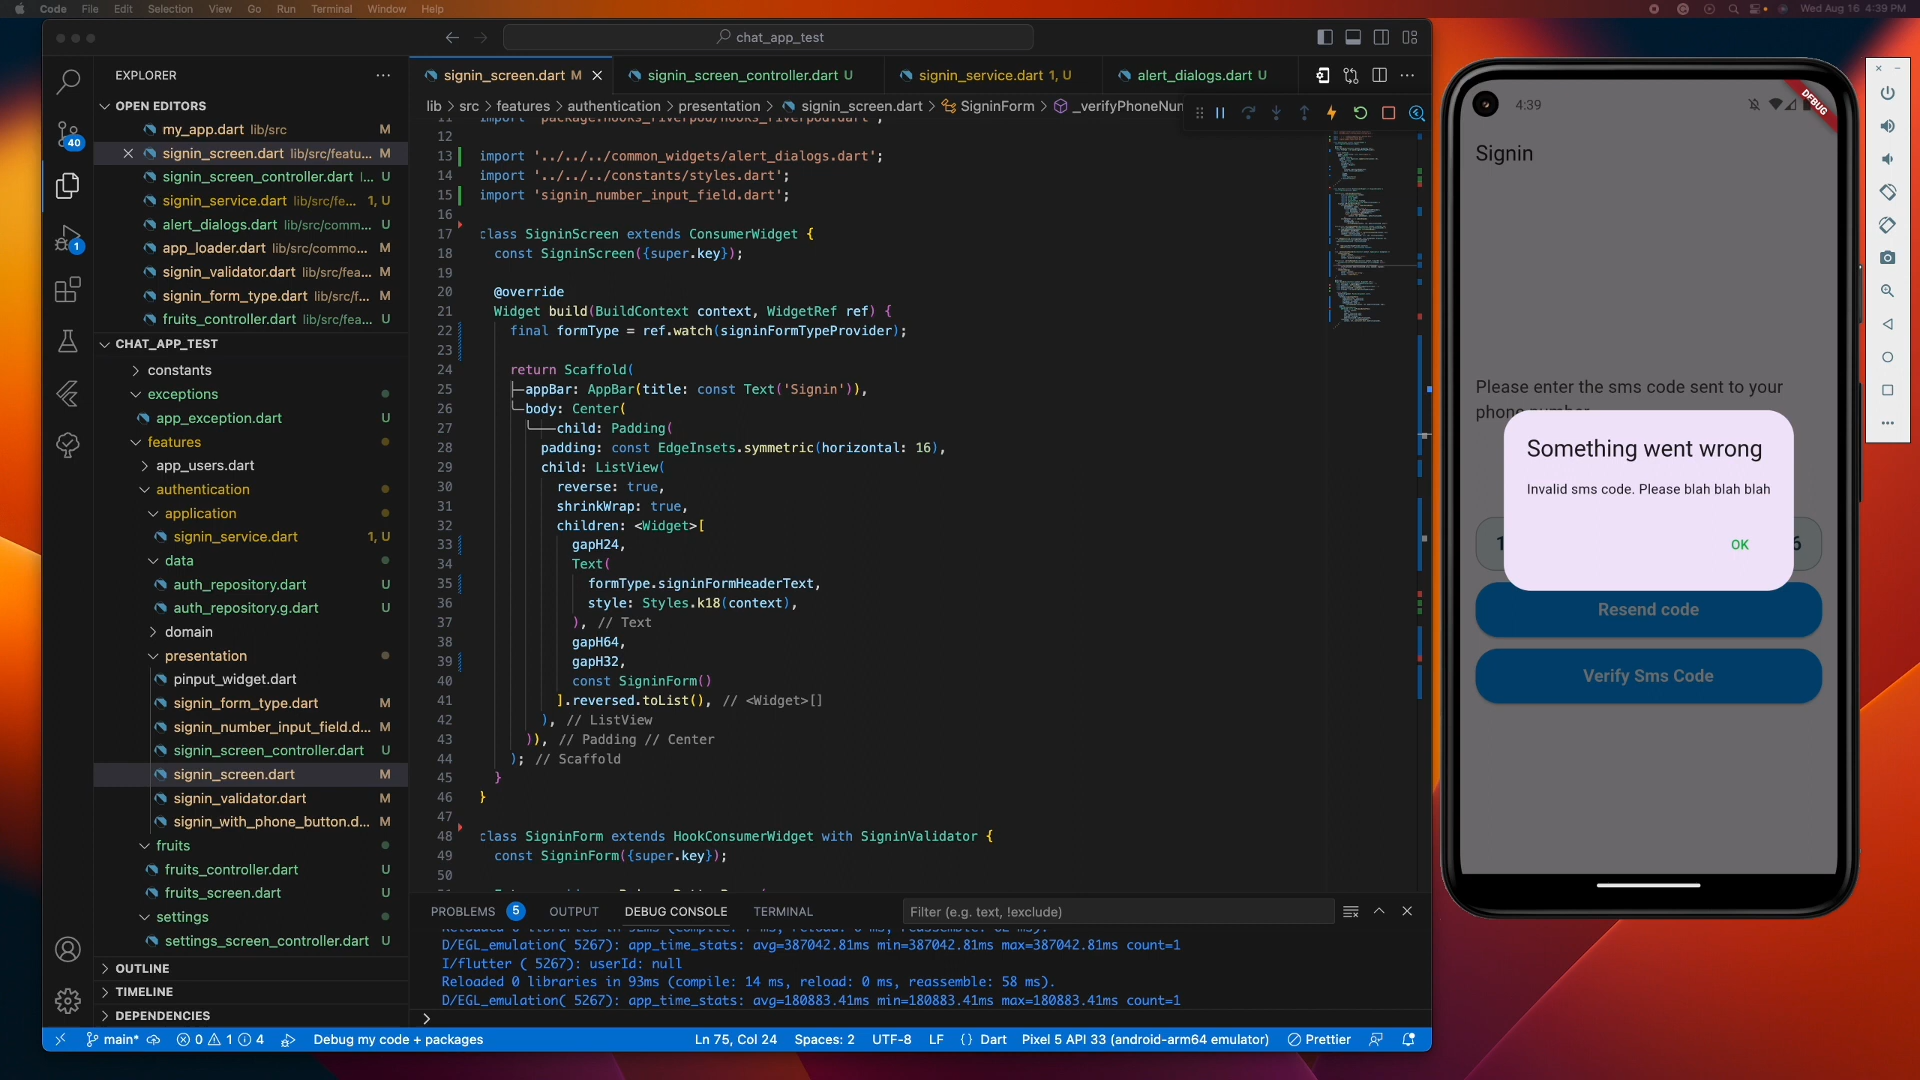 Code File Edit Selection View Go Run Terminal Window Help
Wed Aug 16 4:39 PM
chat_app_test
EXPLORER
OPEN EDITORS
my_app.dart lib/src M
signin_screen.dart lib/src/featu... M
signin_screen_controller.dart l... U
signin_service.dart lib/src/fe... 1, U
alert_dialogs.dart lib/src/comm... U
app_loader.dart lib/src/commo... M
signin_validator.dart lib/src/fea... M
signin_form_type.dart lib/src/f... M
fruits_controller.dart lib/src/fea... U
40
1
CHAT_APP_TEST
constants
exceptions
app_exception.dart U
features
app_users.dart
authentication
application
signin_service.dart 1, U
data
auth_repository.dart U
auth_repository.g.dart U
domain
presentation
pinput_widget.dart
signin_form_type.dart M
signin_number_input_field.d... M
signin_screen_controller.dart U
signin_screen.dart M
signin_validator.dart M
signin_with_phone_button.d... M
fruits
fruits_controller.dart U
fruits_screen.dart U
settings
settings_screen_controller.dart U
OUTLINE
TIMELINE
DEPENDENCIES
signin_screen.dart M
signin_screen_controller.dart U
signin_service.dart 1, U
alert_dialogs.dart U
lib > src > features > authentication > presentation > signin_screen.dart > SigninForm > _verifyPhoneNum
11 import 'package:hooks_riverpod/hooks_riverpod.dart';
12
13 import '../../../common_widgets/alert_dialogs.dart';
14 import '../../../constants/styles.dart';
15 import 'signin_number_input_field.dart';
16
17 class SigninScreen extends ConsumerWidget {
18 const SigninScreen({super.key});
19
20 @override
21 Widget build(BuildContext context, WidgetRef ref) {
22 final formType = ref.watch(signinFormTypeProvider);
23
24 return Scaffold(
25 appBar: AppBar(title: const Text('Signin')),
26 body: Center(
27 child: Padding(
28 padding: const EdgeInsets.symmetric(horizontal: 16),
29 child: ListView(
30 reverse: true,
31 shrinkWrap: true,
32 children: <Widget>[
33 gapH24,
34 Text(
35 formType.signinFormHeaderText,
36 style: Styles.k18(context),
37 ), // Text
38 gapH64,
39 gapH32,
40 const SigninForm()
41 ].reversed.toList(), // <Widget>[]
42 ), // ListView
43 )), // Padding // Center
44 ); // Scaffold
45 }
46 }
47
48 class SigninForm extends HookConsumerWidget with SigninValidator {
49 const SigninForm({super.key});
50
PROBLEMS 5 OUTPUT DEBUG CONSOLE TERMINAL
Filter (e.g. text, !exclude)
D/EGL_emulation( 5267): app_time_stats: avg=387042.81ms min=387042.81ms max=387042.81ms count=1
I/flutter ( 5267): userId: null
Reloaded 0 libraries in 93ms (compile: 14 ms, reload: 0 ms, reassemble: 58 ms).
D/EGL_emulation( 5267): app_time_stats: avg=180883.41ms min=180883.41ms max=180883.41ms count=1
main* 0 1 4 Debug my code + packages
Ln 75, Col 24 Spaces: 2 UTF-8 LF {} Dart Pixel 5 API 33 (android-arm64 emulator) Prettier
4:39
DEBUG
Signin
Please enter the sms code sent to your
phone number
Something went wrong
Invalid sms code. Please blah blah blah
OK
1
6
Resend code
Verify Sms Code